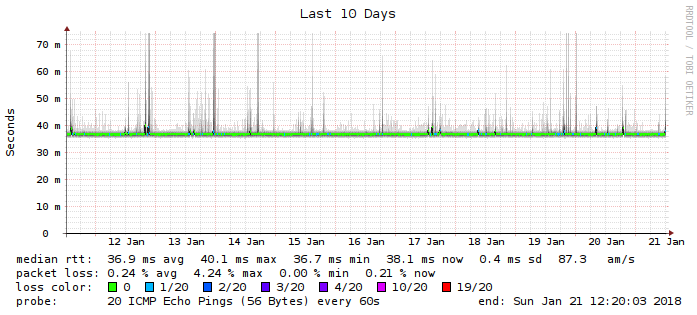 Last 10 Days
RRDTOOL / TOBI OETIKER
Seconds
70 m
60 m
50 m
40 m
30 m
20 m
10 m
0
12 Jan 13 Jan 14 Jan 15 Jan 16 Jan 17 Jan 18 Jan 19 Jan 20 Jan 21 Jan
median rtt: 36.9 ms avg 40.1 ms max 36.7 ms min 38.1 ms now 0.4 ms sd 87.3 am/s
packet loss: 0.24 % avg 4.24 % max 0.00 % min 0.21 % now
loss color: 0 1/20 2/20 3/20 4/20 10/20 19/20
probe: 20 ICMP Echo Pings (56 Bytes) every 60s end: Sun Jan 21 12:20:03 2018